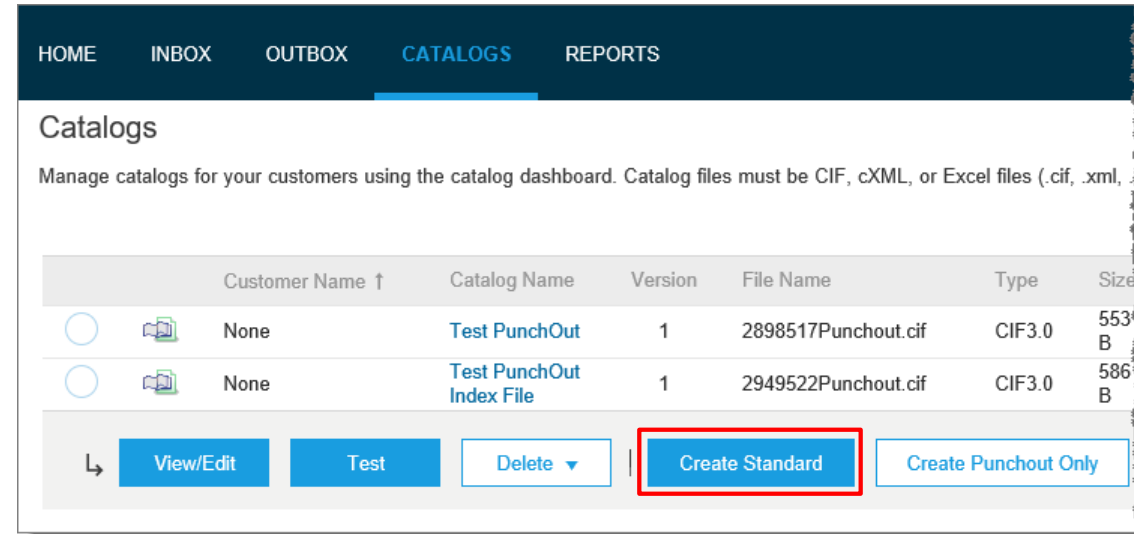 HOME INBOX OUTBOX CATALOGS REPORTS
Catalogs
Manage catalogs for your customers using the catalog dashboard. Catalog files must be CIF, cXML, or Excel files (.cif, .xml,
Customer Name ↑ Catalog Name Version File Name Type Size
None Test PunchOut 1 2898517Punchout.cif CIF3.0 553
B
None Test PunchOut
Index File 1 2949522Punchout.cif CIF3.0 586
B
View/Edit Test Delete ▼ | Create Standard Create Punchout Only